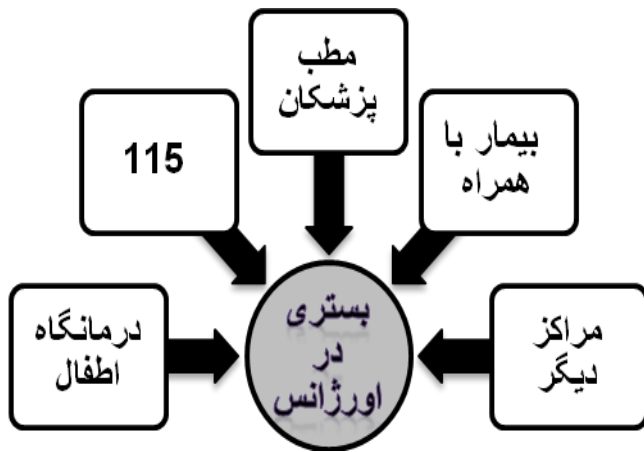 مطب
پزشکان
بیمار با
همراه
115
مراکز
دیگر
درمانگاه
اطفال
بستری
در
اورژانس